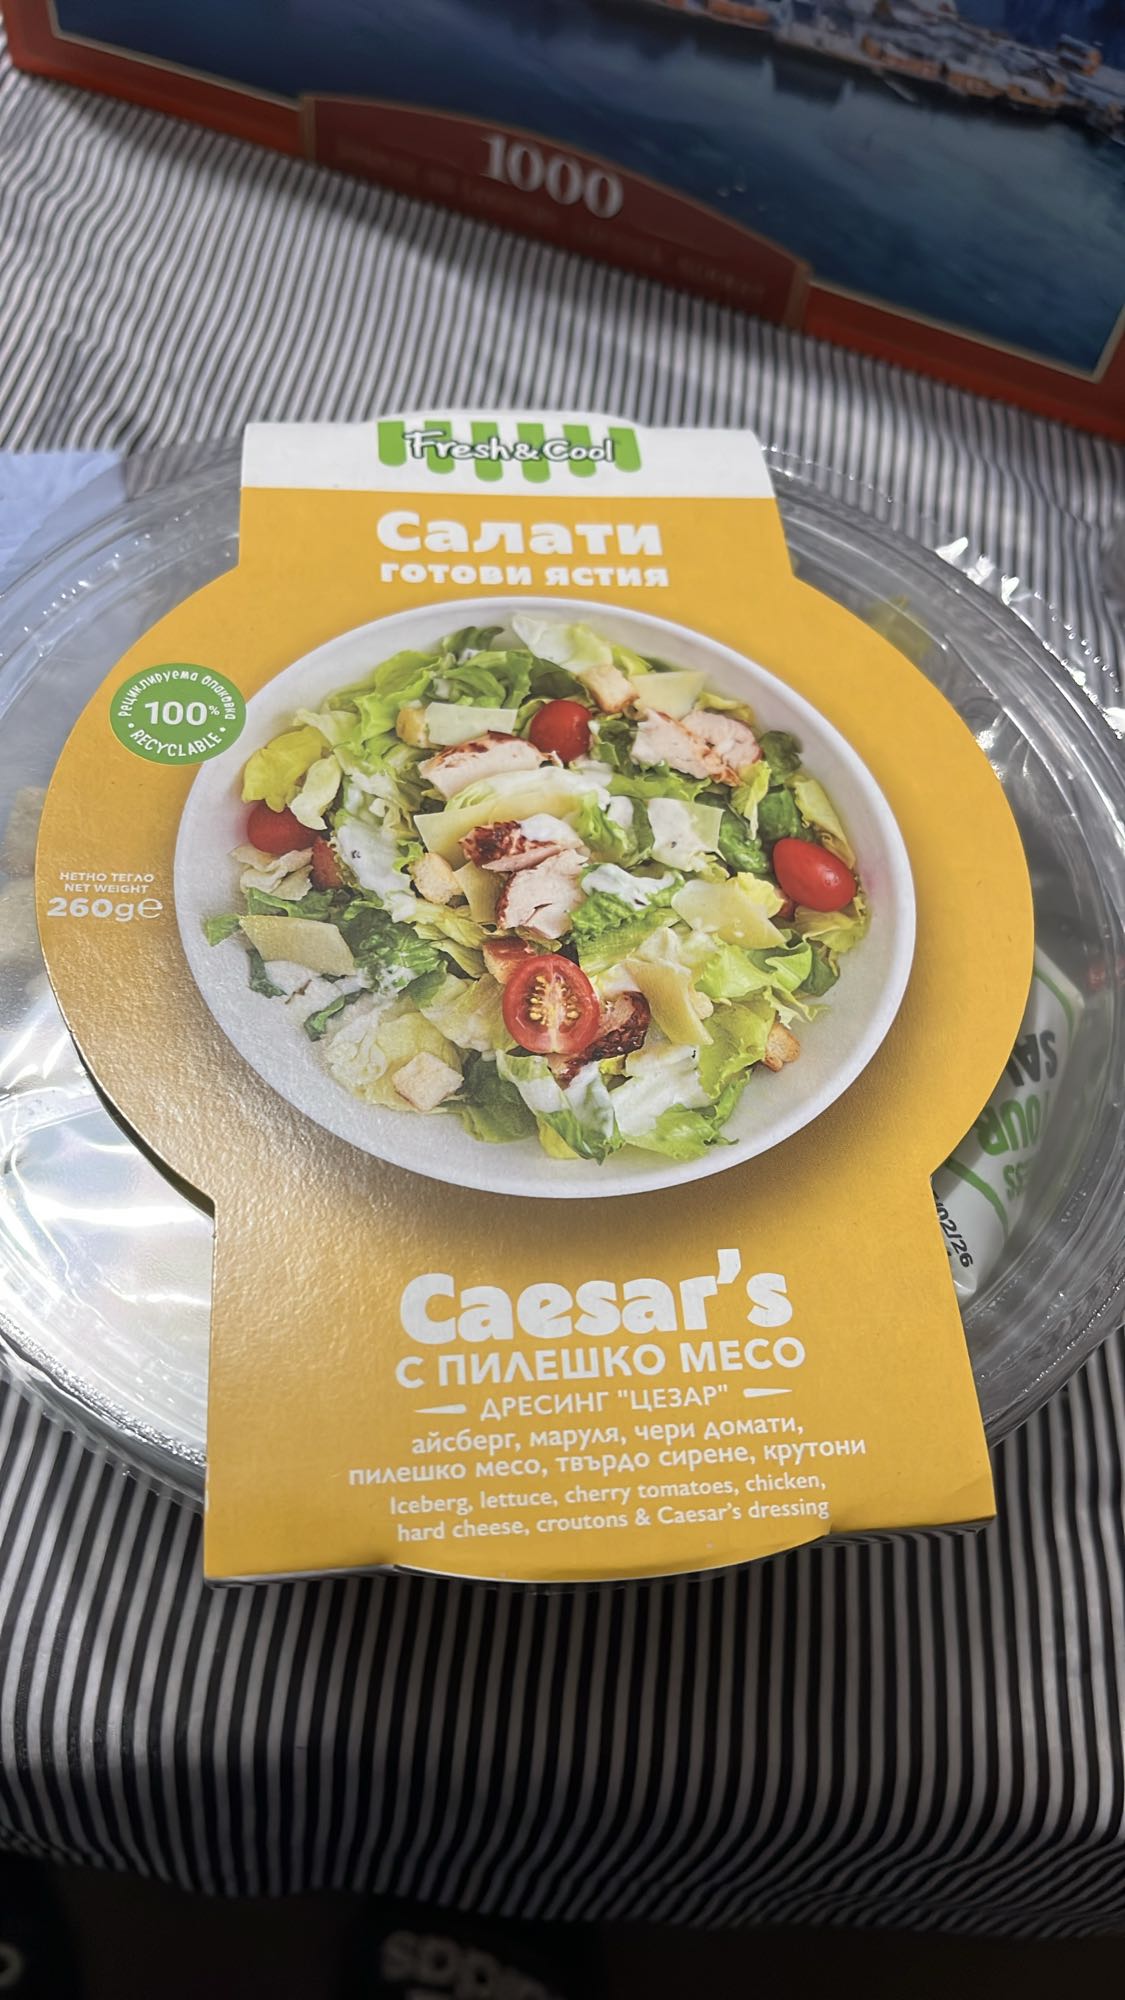 1000
Fresh & Cool
Салати
готови ястия
Рециклируема опаковка
100%
RECYCLABLE
НЕТНО ТЕГЛО
NET WEIGHT
260g℮
Caesar's
С ПИЛЕШКО МЕСО
ДРЕСИНГ "ЦЕЗАР"
айсберг, маруля, чери домати,
пилешко месо, твърдо сирене, крутони
Iceberg, lettuce, cherry tomatoes, chicken,
hard cheese, croutons & Caesar's dressing
02/26